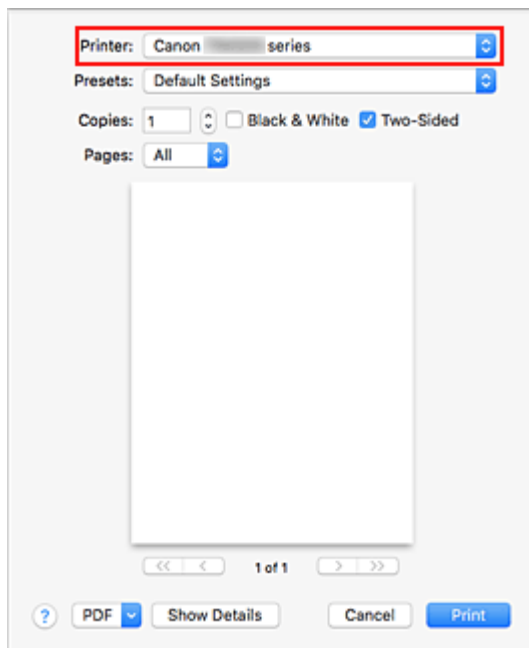 Printer: Canon series
Presets: Default Settings
Copies: 1 Black & White Two-Sided
Pages: All
1 of 1
? PDF Show Details Cancel Print